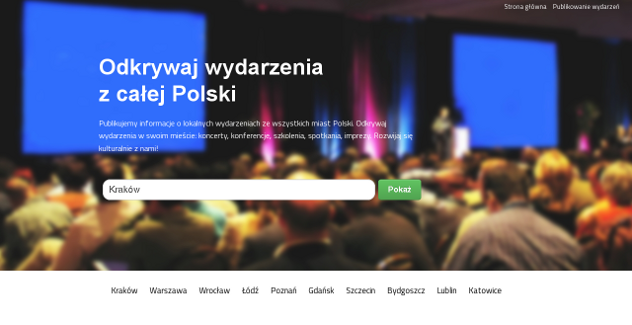 Strona główna Publikowanie wydarzeń
Odkrywaj wydarzenia
z całej Polski
Publikujemy informacje o lokalnych wydarzeniach ze wszystkich miast Polski. Odkrywaj
wydarzenia w swoim mieście: koncerty, konferencje, szkolenia, spotkania, imprezy. Rozwijaj się
kulturalnie z nami!
Kraków Pokaż
Kraków Warszawa Wrocław Łódź Poznań Gdańsk Szczecin Bydgoszcz Lublin Katowice